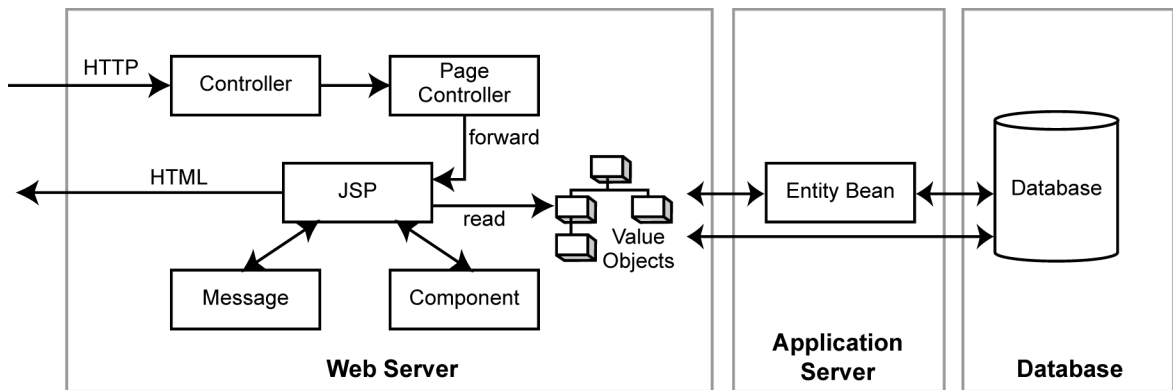 HTTP
Controller
Page
Controller
forward
HTML
JSP
read
Value
Objects
Message
Component
Web Server
Entity Bean
Application
Server
Database
Database